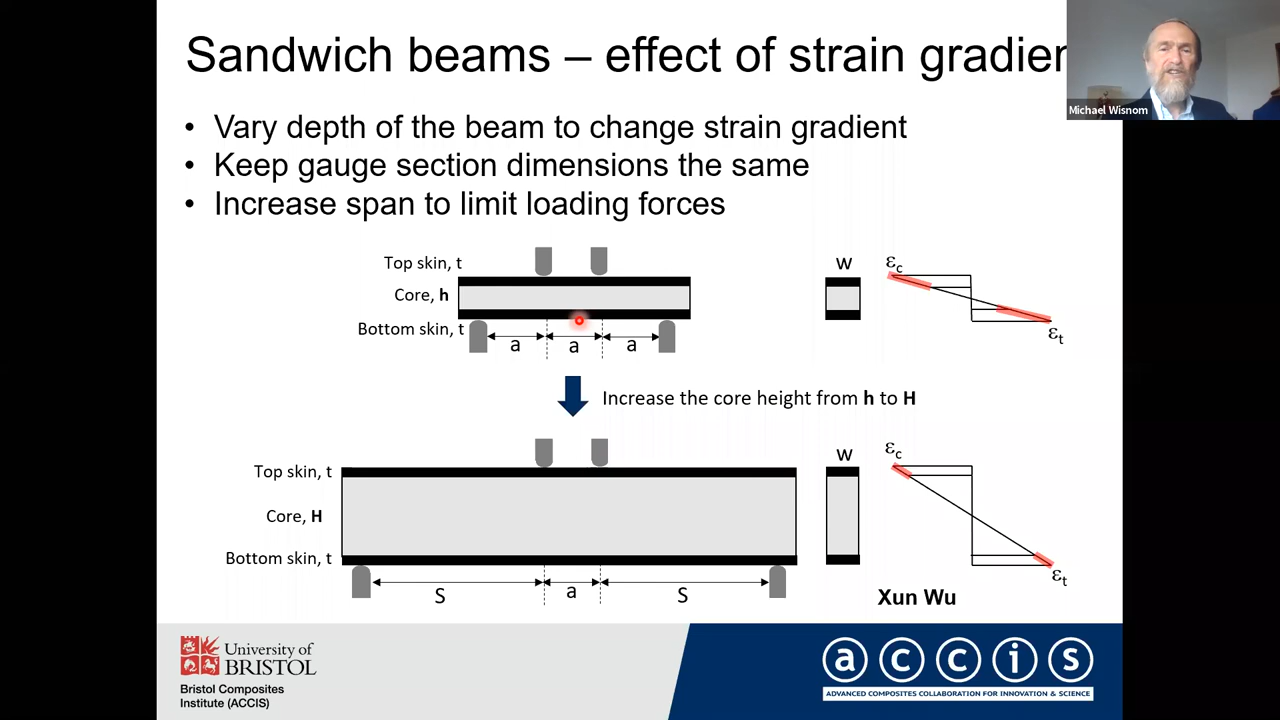 Sandwich beams – effect of strain gradien
Michael Wisnom
• Vary depth of the beam to change strain gradient
• Keep gauge section dimensions the same
• Increase span to limit loading forces
Top skin, t
Core, h
Bottom skin, t
a
a
a
w
εc
εt
Increase the core height from h to H
Top skin, t
Core, H
Bottom skin, t
S
a
S
w
εc
εt
Xun Wu
University of
BRISTOL
Bristol Composites
Institute (ACCIS)
accis
ADVANCED COMPOSITES COLLABORATION FOR INNOVATION & SCIENCE